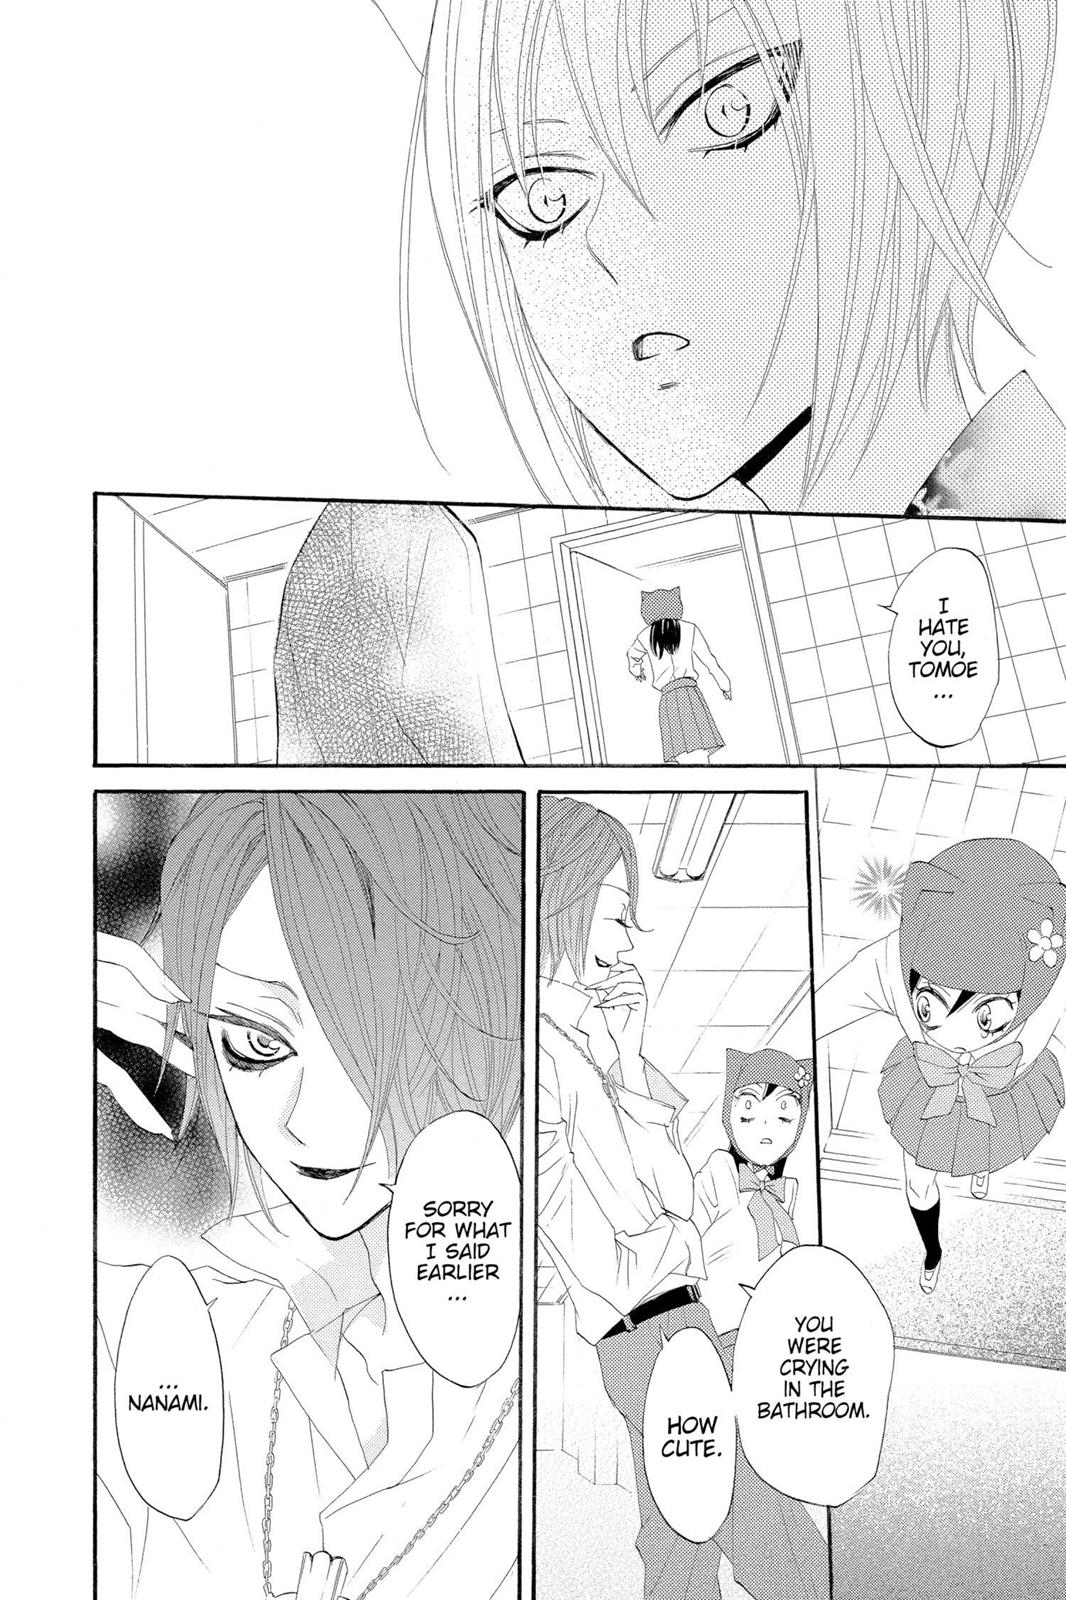 I
HATE
YOU,
TOMOE
...
YOU
WERE
CRYING
IN THE
BATHROOM.
HOW
CUTE.
SORRY
FOR WHAT
I SAID
EARLIER
...
...
NANAMI.